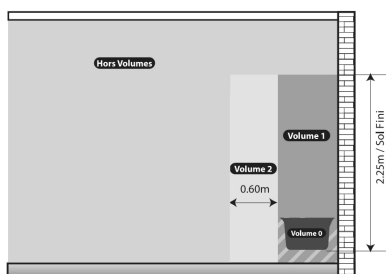 Hors Volumes
Volume 1
Volume 2
0.60m
Volume 0
2.25m / Sol Fini